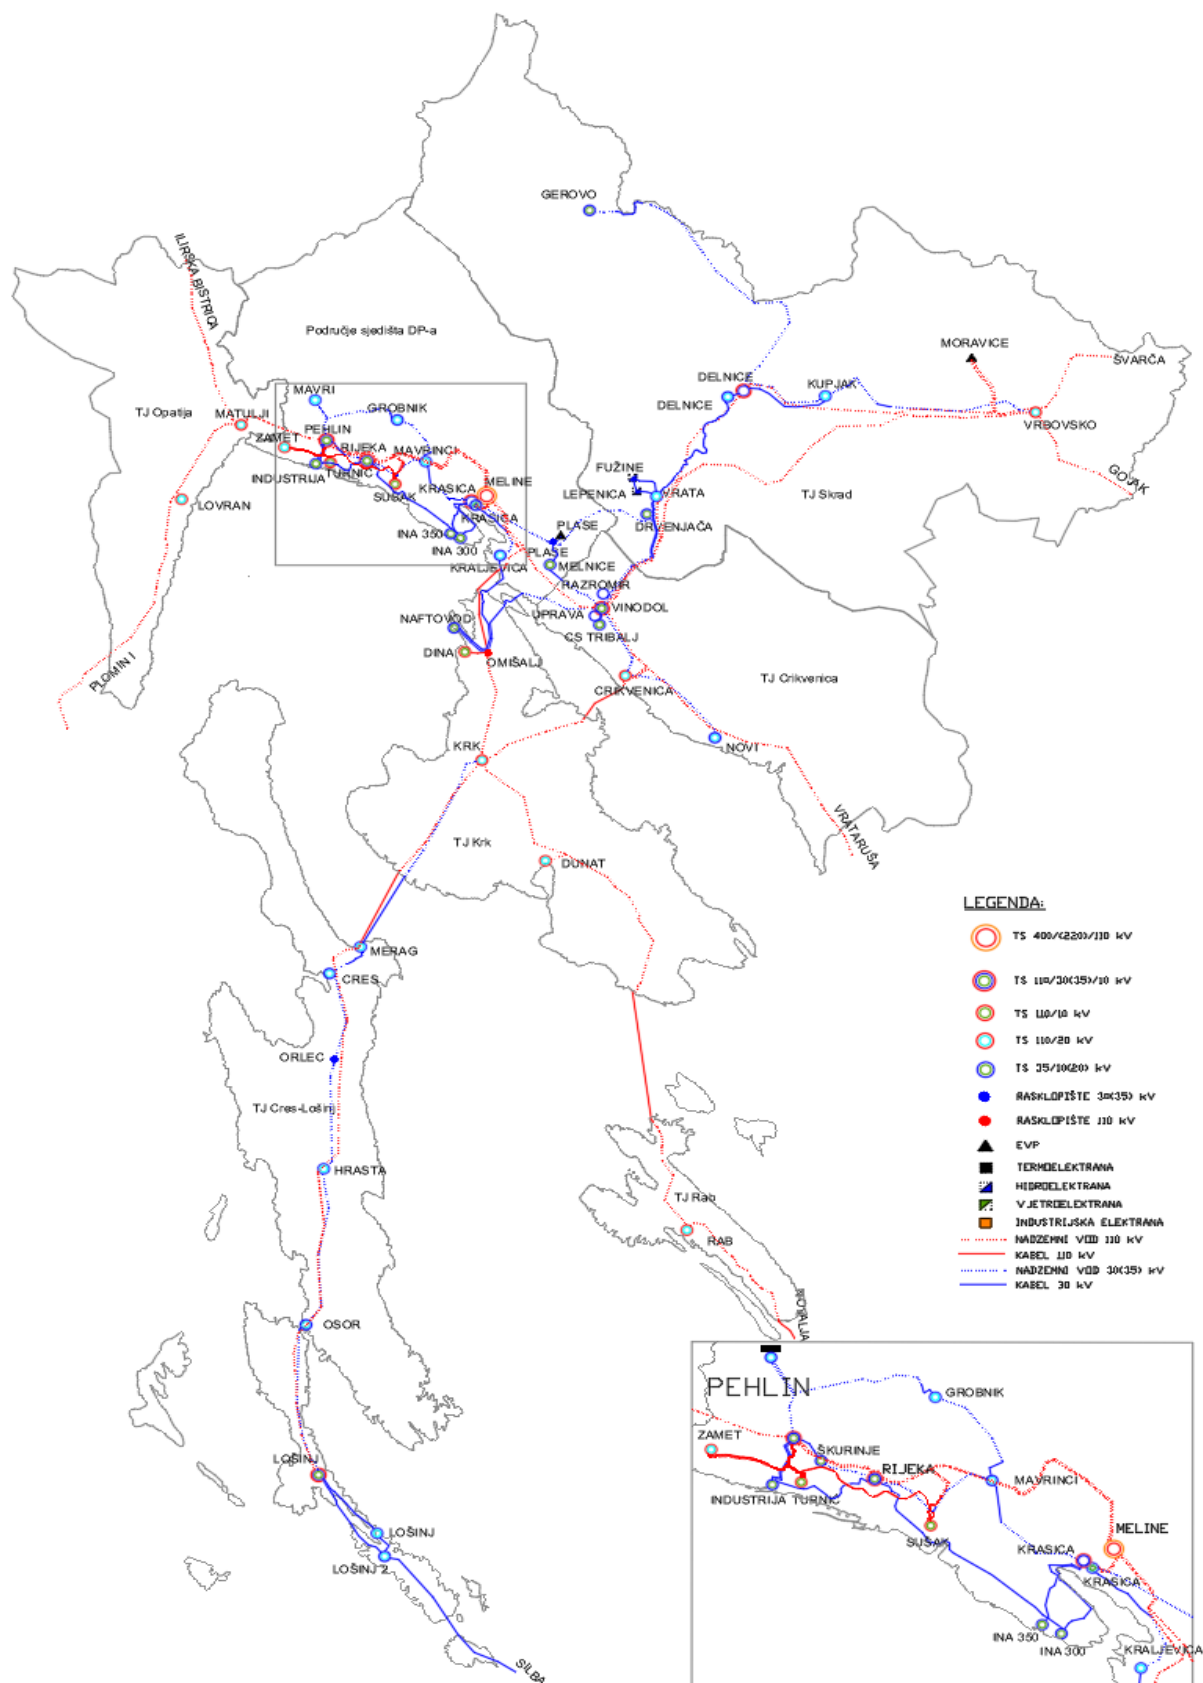 GEROVO
ILIRSKA BISTRICA
Područje sjedišta DP-a
MORAVICE
ŠVARČA
DELNICE
KUPJAK
DELNICE
VRBOVSKO
MAVRI
TJ Opatija
MATULJI
GROBNIK
PEHLIN
ZAMET
RIJEKA
MAVRINCI
INDUSTRIJA
TURNIĆ
SUŠAK
KRASICA
MELINE
KRASICA
FUŽINE
LEPENICA
VRATA
TJ Skrad
GOJAK
LOVRAN
DRVENJAČA
INA 350
INA 300
PLASE
PLASE
KRALJEVICA
MELNICE
RAZROMIR
NAFTOVOD
UPRAVA
VINODOL
CS TRIBALJ
DINA
OMIŠALJ
PLOMIN I
CRIKVENICA
TJ Crikvenica
KRK
NOVI
VRATARUŠA
TJ Krk
DUNAT
LEGENDA:
TS 400/(220)/110 kV
MERAG
CRES
TS 110/30(35)/10 kV
TS 110/10 kV
TS 110/20 kV
ORLEC
TS 35/10(20) kV
RASKLOPIŠTE 30(35) kV
TJ Cres-Lošinj
RASKLOPIŠTE 110 kV
EVP
TERMOELEKTRANA
HRASTA
HIDROELEKTRANA
TJ Rab
VJETROELEKTRANA
INDUSTRIJSKA ELEKTRANA
RAB
NADZEMNI VOD 110 kV
KABEL 110 kV
NADZEMNI VOD 30(35) kV
KABEL 30 kV
NOVALJA
OSOR
LOŠINJ
LOŠINJ
LOŠINJ 2
SILBA
PEHLIN
GROBNIK
ZAMET
ŠKURINJE
RIJEKA
MAVRINCI
INDUSTRIJA
TURNIĆ
SUŠAK
MELINE
KRASICA
KRASICA
INA 350
INA 300
KRALJEVICA